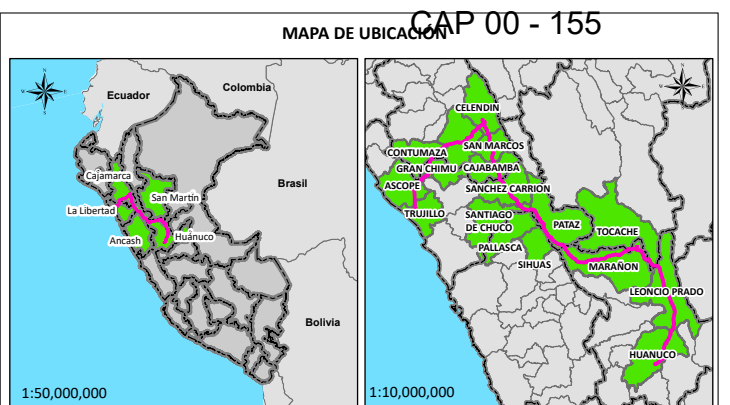 CAP 00 - 155
MAPA DE UBICACIÓN
N
W
E
S
Ecuador
Colombia
Brasil
Bolivia
Cajamarca
San Martín
La Libertad
Ancash
Huánuco
1:50,000,000
N
W
E
S
CELENDIN
CONTUMAZA
SAN MARCOS
GRAN CHIMU
CAJABAMBA
ASCOPE
SANCHEZ CARRION
TRUJILLO
SANTIAGO
DE CHUCO
PATAZ
TOCACHE
PALLASCA
SIHUAS
MARAÑON
LEONCIO PRADO
HUANUCO
1:10,000,000